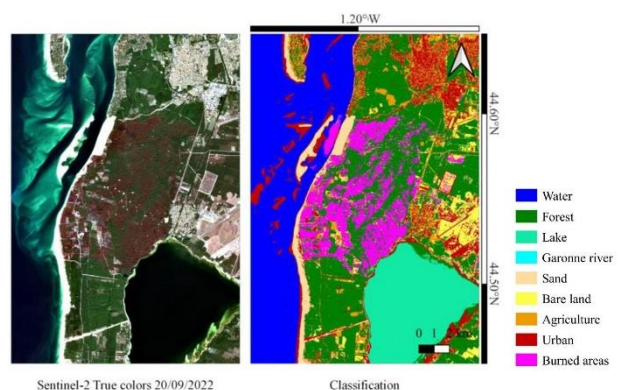 1.20°W
44.60°N
44.50°N
0 1
Water
Forest
Lake
Garonne river
Sand
Bare land
Agriculture
Urban
Burned areas
Sentinel-2 True colors 20/09/2022
Classification